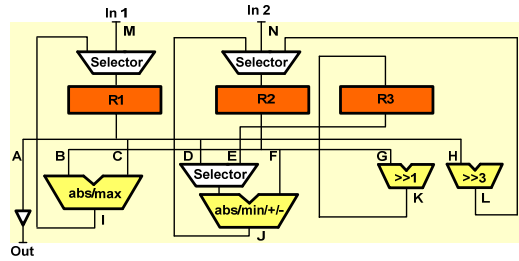 In 1 In 2
M N
Selector Selector
R1 R2 R3
A B C D E F G H
Selector >>1 >>3
abs/max abs/min/+/-
I J K L
Out